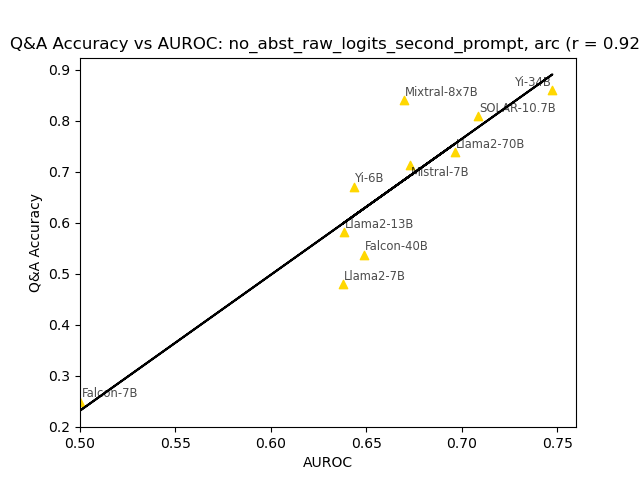 Q&A Accuracy vs AUROC: no_abst_raw_logits_second_prompt, arc (r = 0.92
0.9
0.8
0.7
0.6
0.5
0.4
0.3
0.2
Q&A Accuracy
Yi-34B
Mixtral-8x7B
SOLAR-10.7B
Llama2-70B
Mistral-7B
Yi-6B
Llama2-13B
Falcon-40B
Llama2-7B
Falcon-7B
0.50 0.55 0.60 0.65 0.70 0.75
AUROC